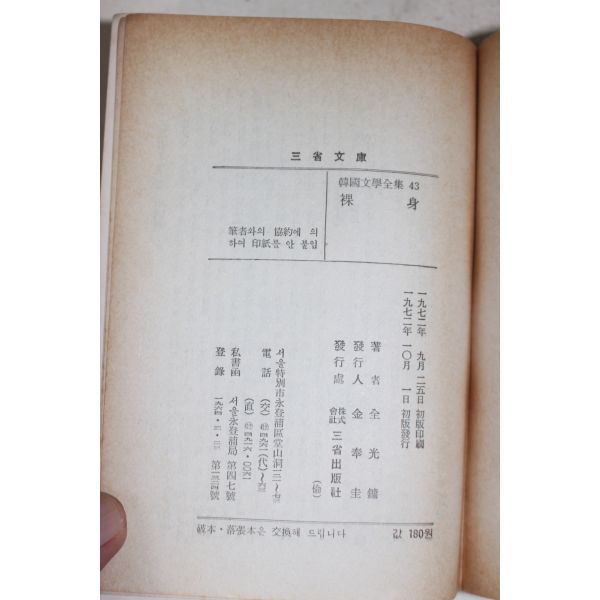 三省文庫
韓國文學全集 43
裸身
筆者와의 協約에 의
하여 印紙를 안 붙임
一九七二年 九月 二五日 初版印刷
一九七二年 一〇月 一日 初版發行
著者 全光鏞
發行人 金奉圭
發行處 株式會社 三省出版社
(倫)
서울特別市永登浦區堂山洞
電話
私書函 서울永登浦局 第四七號
登錄
破本·落張本은 交換해 드립니다
값 180원